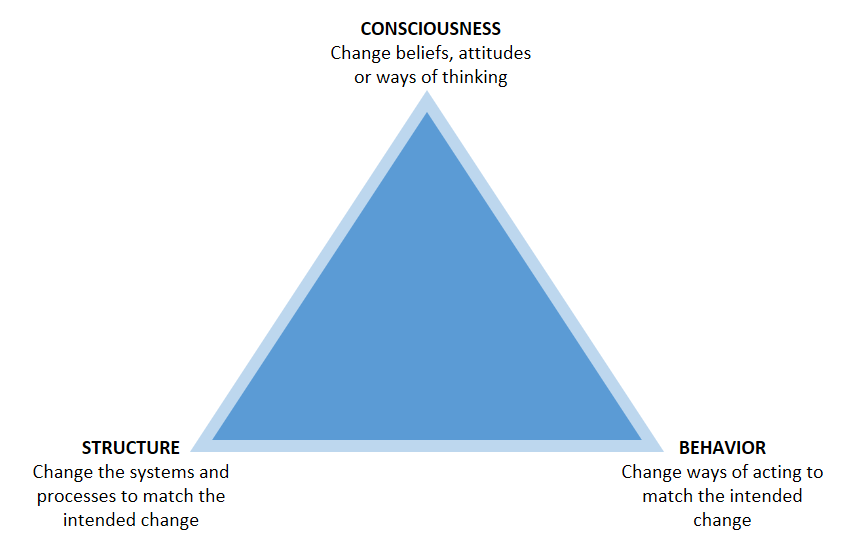 CONSCIOUSNESS
Change beliefs, attitudes
or ways of thinking
STRUCTURE
Change the systems and
processes to match the
intended change
BEHAVIOR
Change ways of acting to
match the intended
change